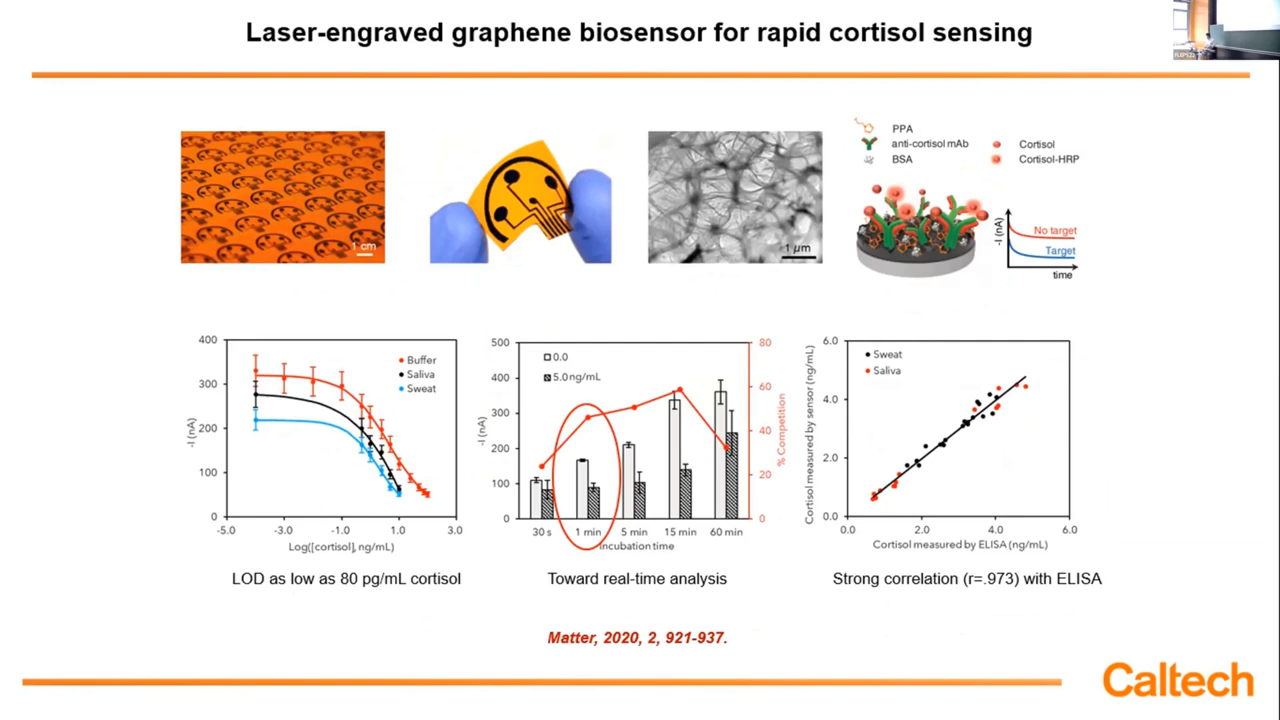 Laser-engraved graphene biosensor for rapid cortisol sensing
1 cm
1 μm
PPA
anti-cortisol mAb
BSA
Cortisol
Cortisol-HRP
-I (nA)
No target
Target
time
400
300
200
100
0
-I (nA)
Buffer
Saliva
Sweat
-5.0 -3.0 -1.0 1.0 3.0
Log([cortisol], ng/mL)
500
400
300
200
100
0
-I (nA)
0.0
5.0 ng/mL
80
60
40
20
0
% Competition
30 s 1 min 5 min 15 min 60 min
Incubation time
6.0
4.0
2.0
0.0
Cortisol measured by sensor (ng/mL)
Sweat
Saliva
0.0 2.0 4.0 6.0
Cortisol measured by ELISA (ng/mL)
LOD as low as 80 pg/mL cortisol
Toward real-time analysis
Strong correlation (r=.973) with ELISA
Matter, 2020, 2, 921-937.
Caltech